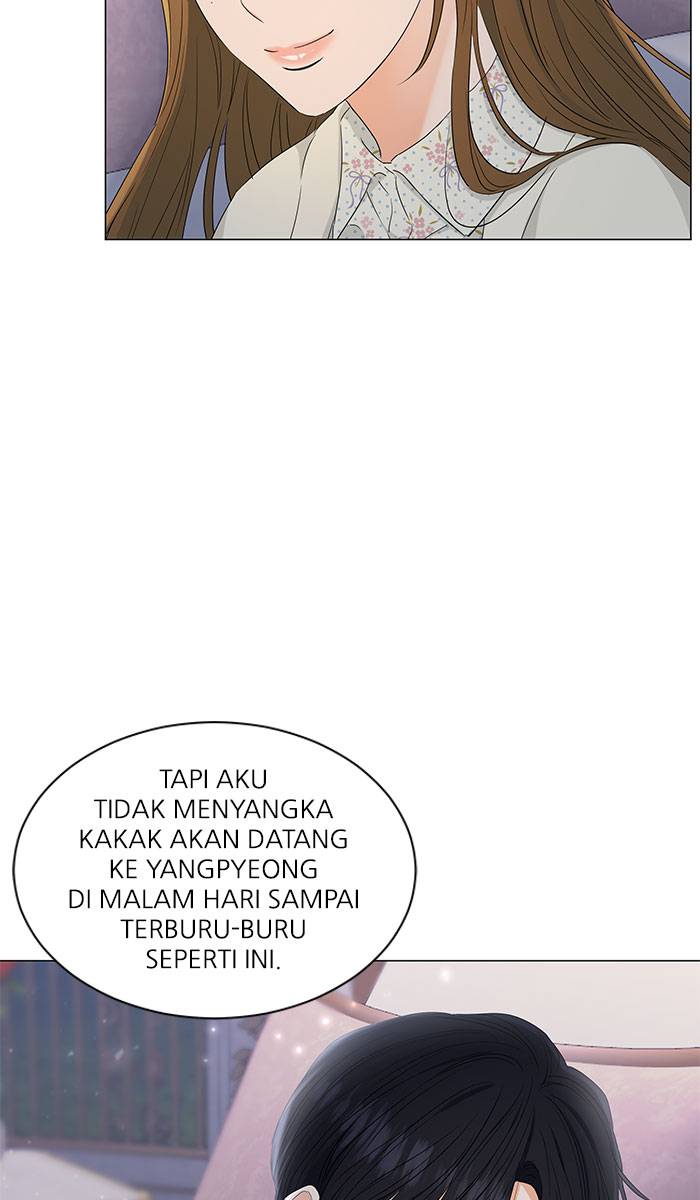 TAPI AKU
TIDAK MENYANGKA
KAKAK AKAN DATANG
KE YANGPYEONG
DI MALAM HARI SAMPAI
TERBURU-BURU
SEPERTI INI.